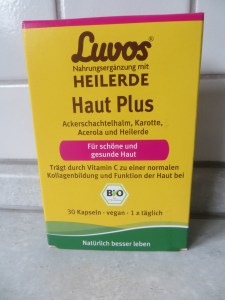 Luvos®
Nahrungsergänzung mit
HEILERDE
Haut Plus
Ackerschachtelhalm, Karotte,
Acerola und Heilerde
Für schöne und
gesunde Haut
Trägt durch Vitamin C zu einer normalen
Kollagenbildung und Funktion der Haut bei
BIO
30 Kapseln · vegan · 1 x täglich
Natürlich besser leben